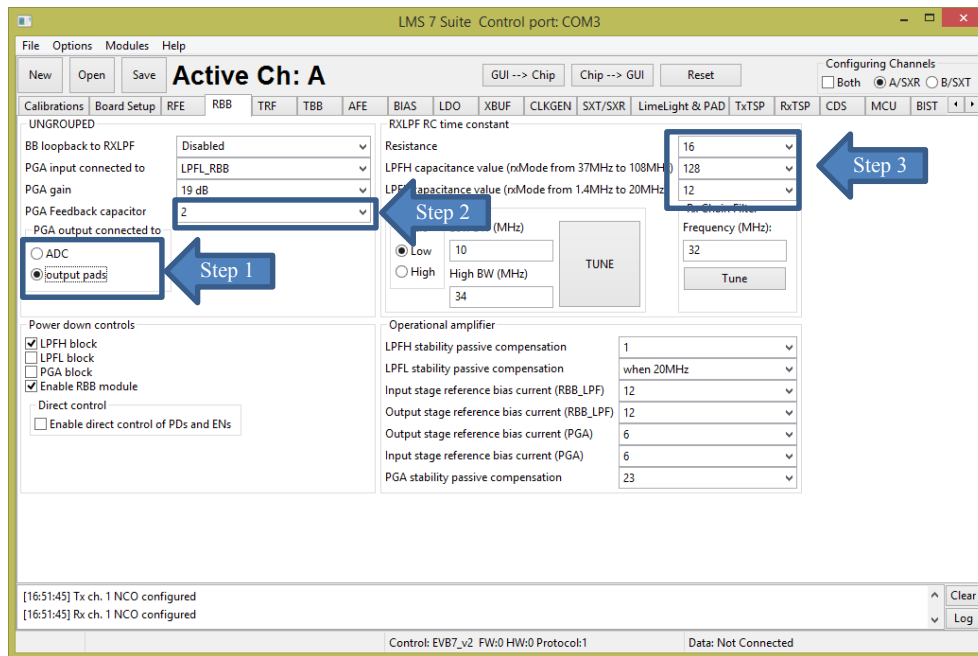 LMS 7 Suite Control port: COM3
File Options Modules Help
New Open Save Active Ch: A GUI --> Chip Chip --> GUI Reset
Configuring Channels
Both A/SXR B/SXT
Calibrations Board Setup RFE RBB TRF TBB AFE BIAS LDO XBUF CLKGEN SXT/SXR LimeLight & PAD TxTSP RxTSP CDS MCU BIST
UNGROUPED
BB loopback to RXLPF Disabled
PGA input connected to LPFL_RBB
PGA gain 19 dB
PGA Feedback capacitor 2
PGA output connected to
ADC
output pads
Step 1
Step 2
RXLPF RC time constant
Resistance 16
LPFH capacitance value (rxMode from 37MHz to 108MHz) 128
capacitance value (rxMode from 1.4MHz to 20MHz 12
Step 3
(MHz)
Low 10
High High BW (MHz)
34
TUNE
Rx Chain Filter
Frequency (MHz):
32
Tune
Power down controls
LPFH block
LPFL block
PGA block
Enable RBB module
Direct control
Enable direct control of PDs and ENs
Operational amplifier
LPFH stability passive compensation 1
LPFL stability passive compensation when 20MHz
Input stage reference bias current (RBB_LPF) 12
Output stage reference bias current (RBB_LPF) 12
Output stage reference bias current (PGA) 6
Input stage reference bias current (PGA) 6
PGA stability passive compensation 23
[16:51:45] Tx ch. 1 NCO configured
[16:51:45] Rx ch. 1 NCO configured
Clear
Log
Control: EVB7_v2 FW:0 HW:0 Protocol:1 Data: Not Connected